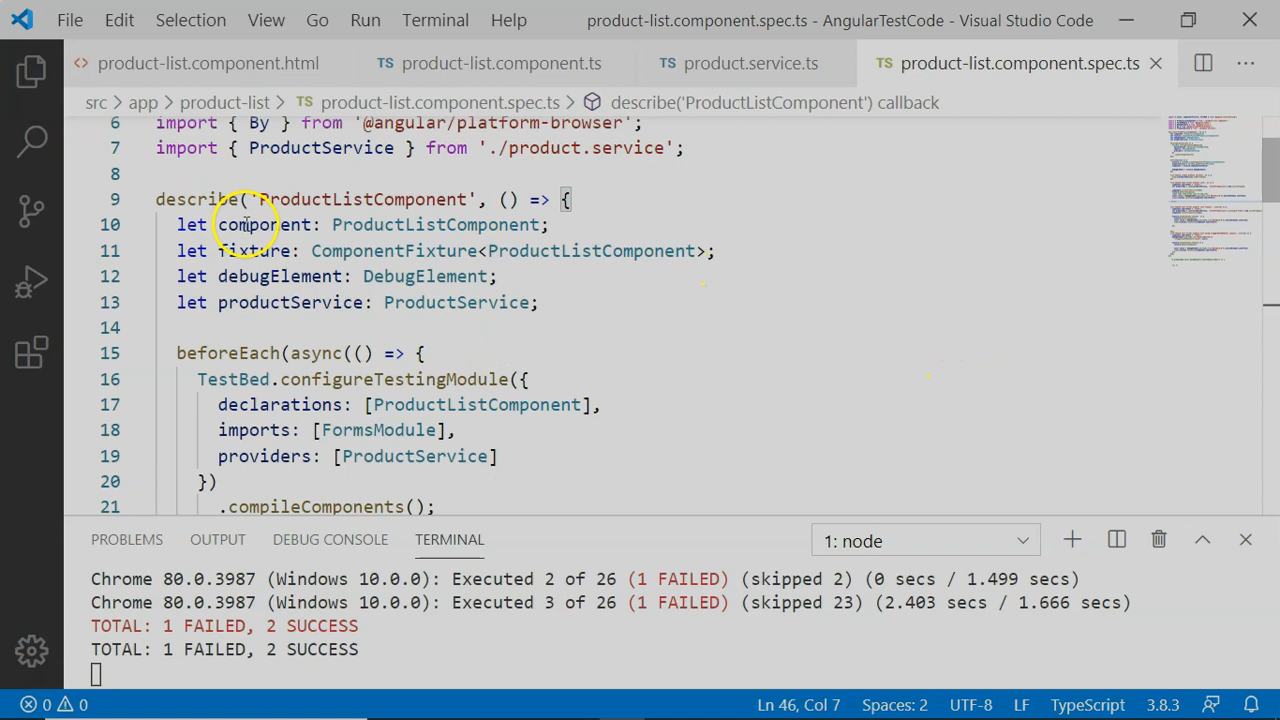 File Edit Selection View Go Run Terminal Help product-list.component.spec.ts - AngularTestCode - Visual Studio Code
product-list.component.html product-list.component.ts product.service.ts product-list.component.spec.ts
src > app > product-list > product-list.component.spec.ts > describe('ProductListComponent') callback
6 import { By } from '@angular/platform-browser';
7 import { ProductService } from './product.service';
8
9 describe('ProductListComponent', () => {
10 let component: ProductListComponent;
11 let fixture: ComponentFixture<ProductListComponent>;
12 let debugElement: DebugElement;
13 let productService: ProductService;
14
15 beforeEach(async(() => {
16 TestBed.configureTestingModule({
17 declarations: [ProductListComponent],
18 imports: [FormsModule],
19 providers: [ProductService]
20 })
21 .compileComponents();
PROBLEMS OUTPUT DEBUG CONSOLE TERMINAL 1: node
Chrome 80.0.3987 (Windows 10.0.0): Executed 2 of 26 (1 FAILED) (skipped 2) (0 secs / 1.499 secs)
Chrome 80.0.3987 (Windows 10.0.0): Executed 3 of 26 (1 FAILED) (skipped 23) (2.403 secs / 1.666 secs)
TOTAL: 1 FAILED, 2 SUCCESS
TOTAL: 1 FAILED, 2 SUCCESS
0 0 Ln 46, Col 7 Spaces: 2 UTF-8 LF TypeScript 3.8.3